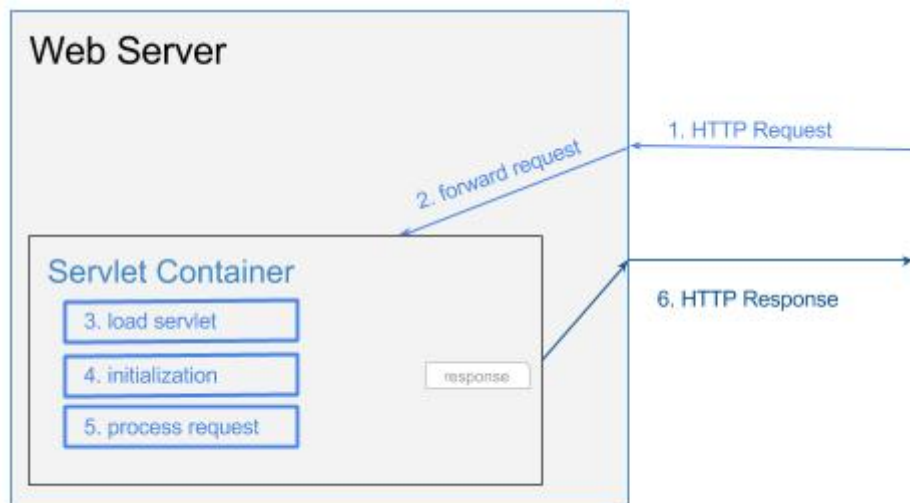 Web Server
1. HTTP Request
2. forward request
Servlet Container
3. load servlet
6. HTTP Response
4. initialization
response
5. process request